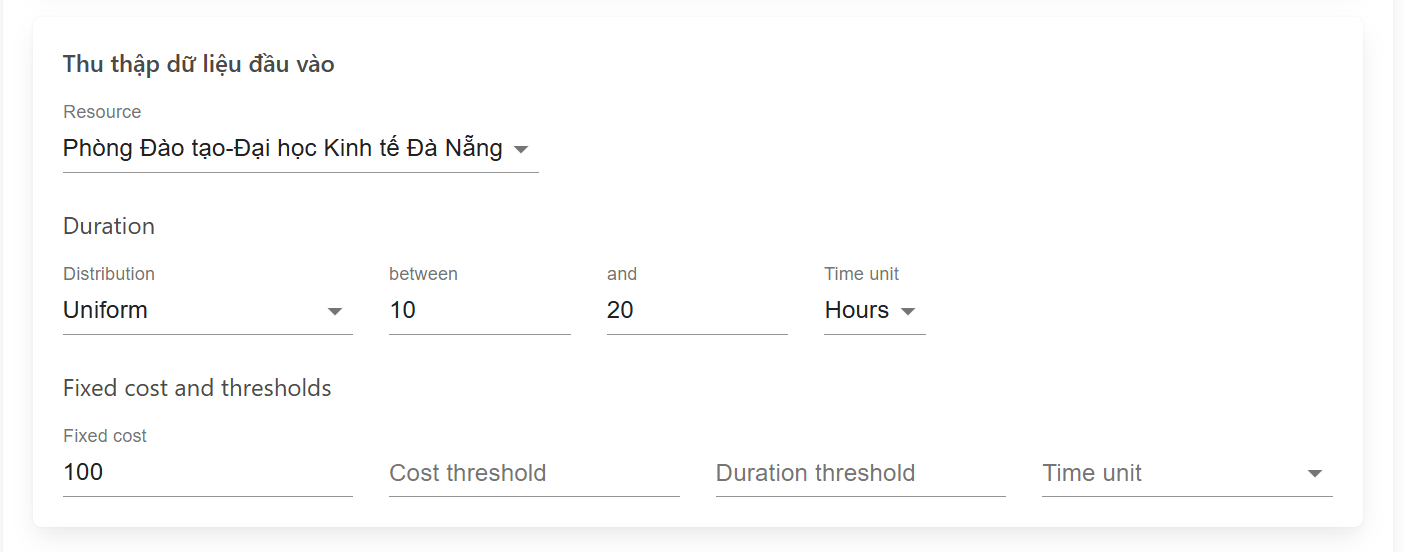 Thu thập dữ liệu đầu vào
Resource
Phòng Đào tạo-Đại học Kinh tế Đà Nẵng
Duration
Distribution between and Time unit
Uniform 10 20 Hours
Fixed cost and thresholds
Fixed cost
100 Cost threshold Duration threshold Time unit